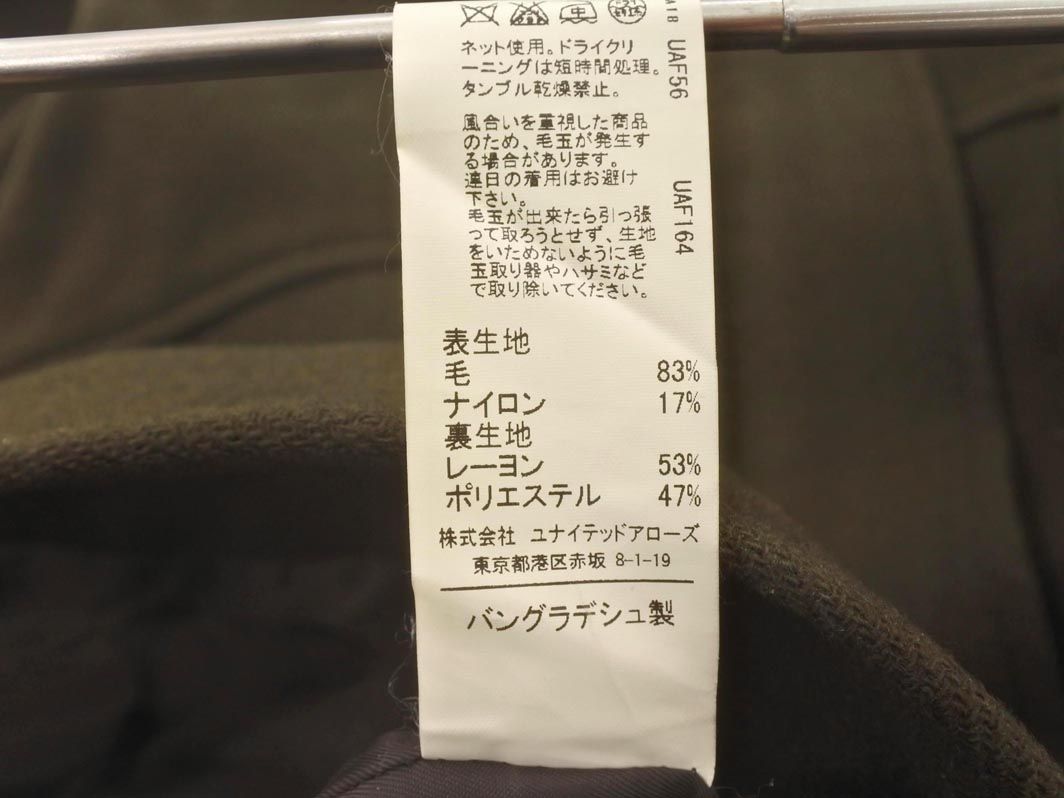 ネット使用。ドライクリ
ーニングは短時間処理。
タンブル乾燥禁止。
風合いを重視した商品
のため、毛玉が発生す
る場合があります。
連日の着用はお避け
下さい。
毛玉が出来たら引っ張
って取ろうとせず、生地
をいためないように毛
玉取り器やハサミなど
で取り除いてください。
UAF56
UAF164
表生地
毛 83%
ナイロン 17%
裏生地
レーヨン 53%
ポリエステル 47%
株式会社 ユナイテッドアローズ
東京都港区赤坂 8-1-19
バングラデシュ製